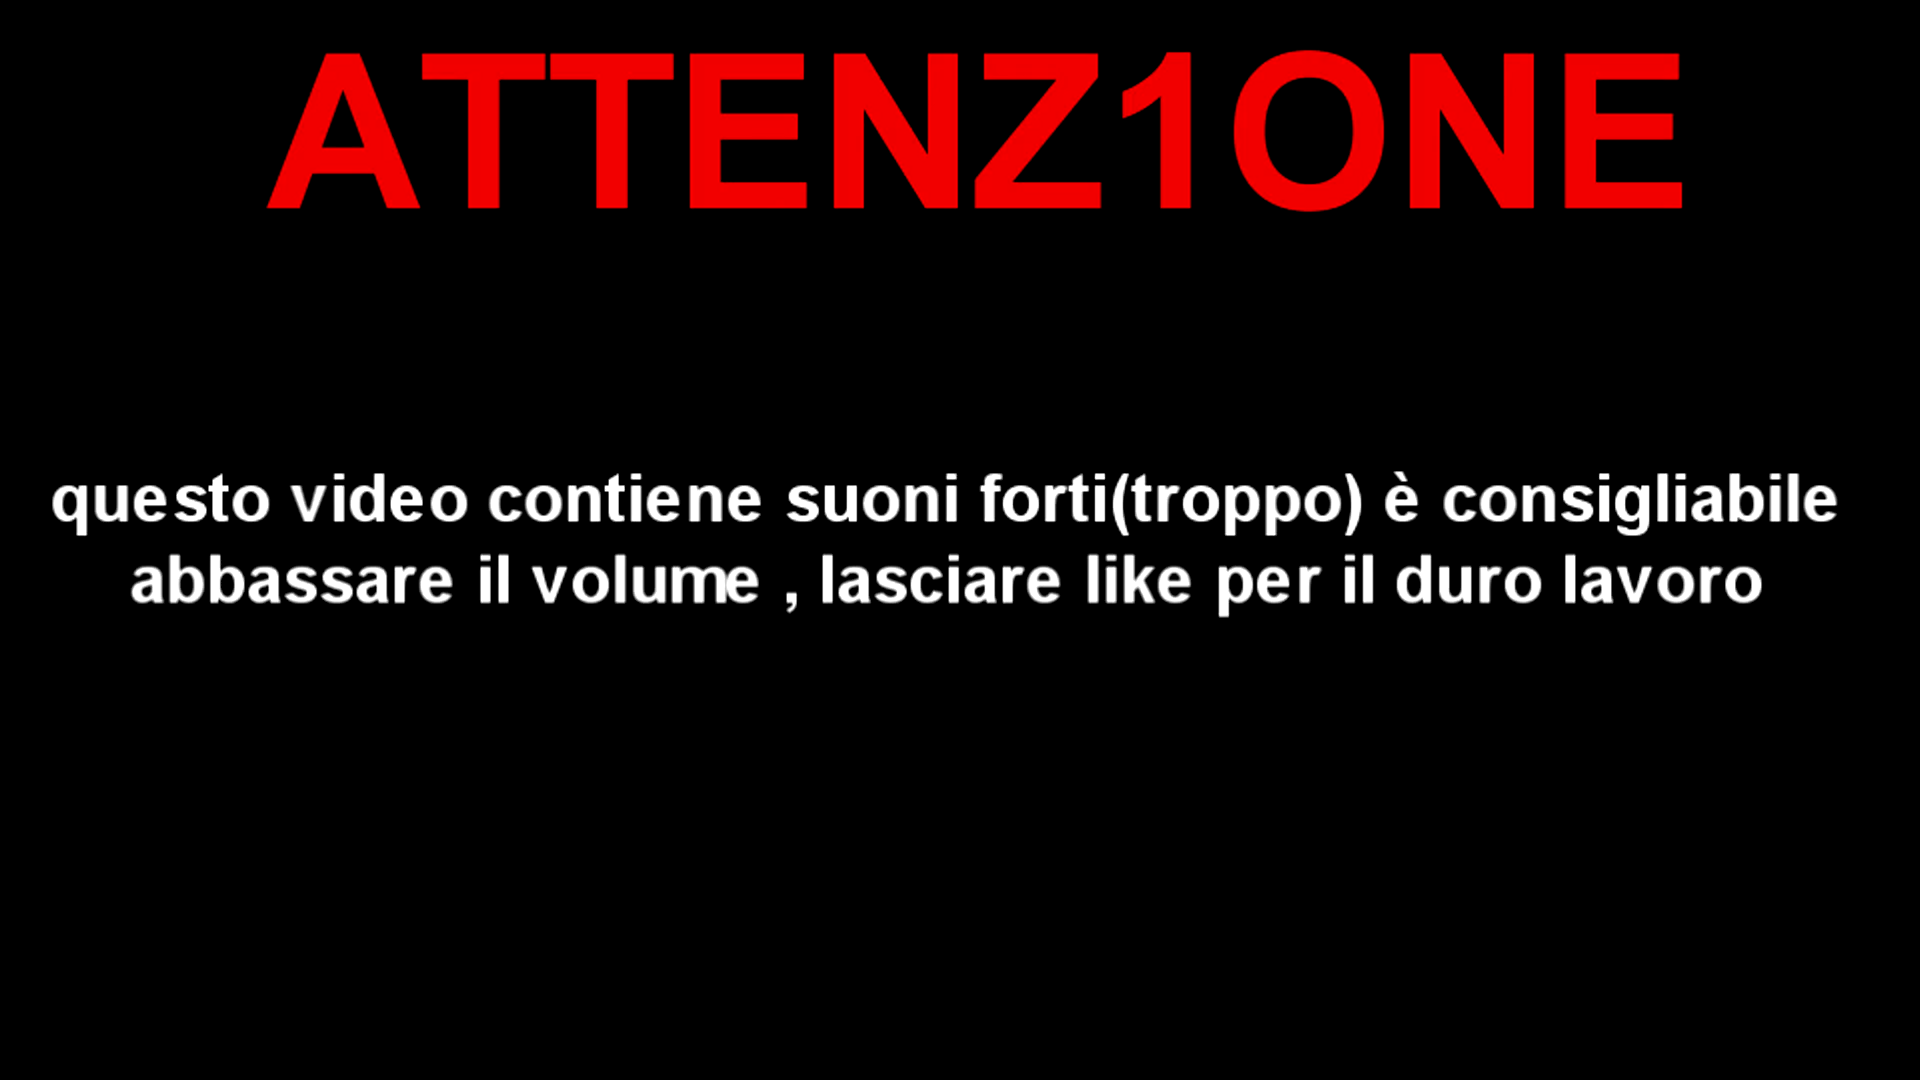 ATTENZ1ONE
questo video contiene suoni forti(troppo) è consigliabile
abbassare il volume , lasciare like per il duro lavoro